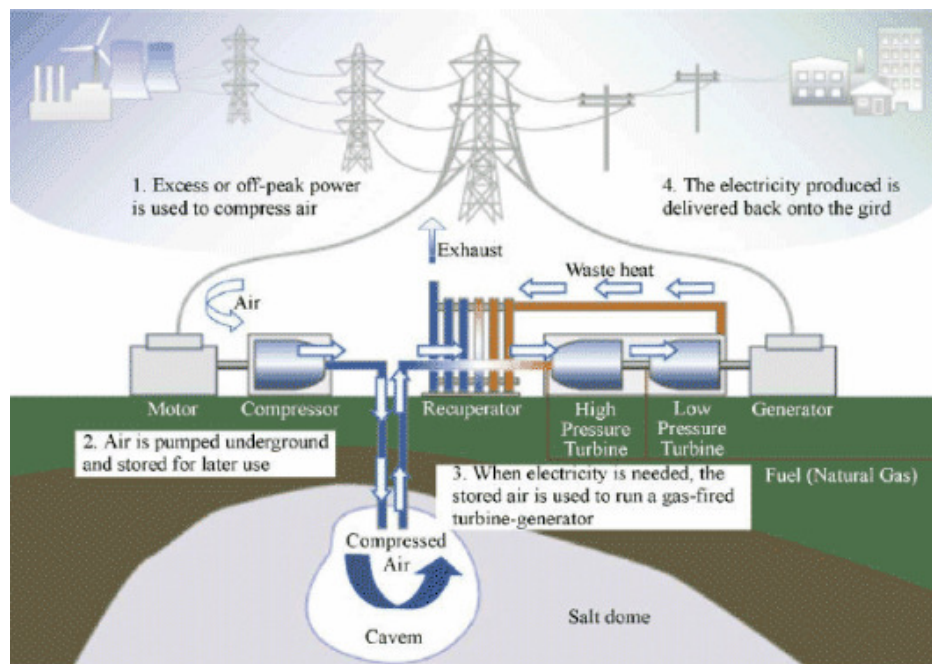 1. Excess or off-peak power
is used to compress air
4. The electricity produced is
delivered back onto the gird
Exhaust
Waste heat
Air
Motor
Compressor
Recuperator
High
Pressure
Turbine
Low
Pressure
Turbine
Generator
2. Air is pumped underground
and stored for later use
3. When electricity is needed, the
stored air is used to run a gas-fired
turbine-generator
Fuel (Natural Gas)
Compressed
Air
Cavem
Salt dome